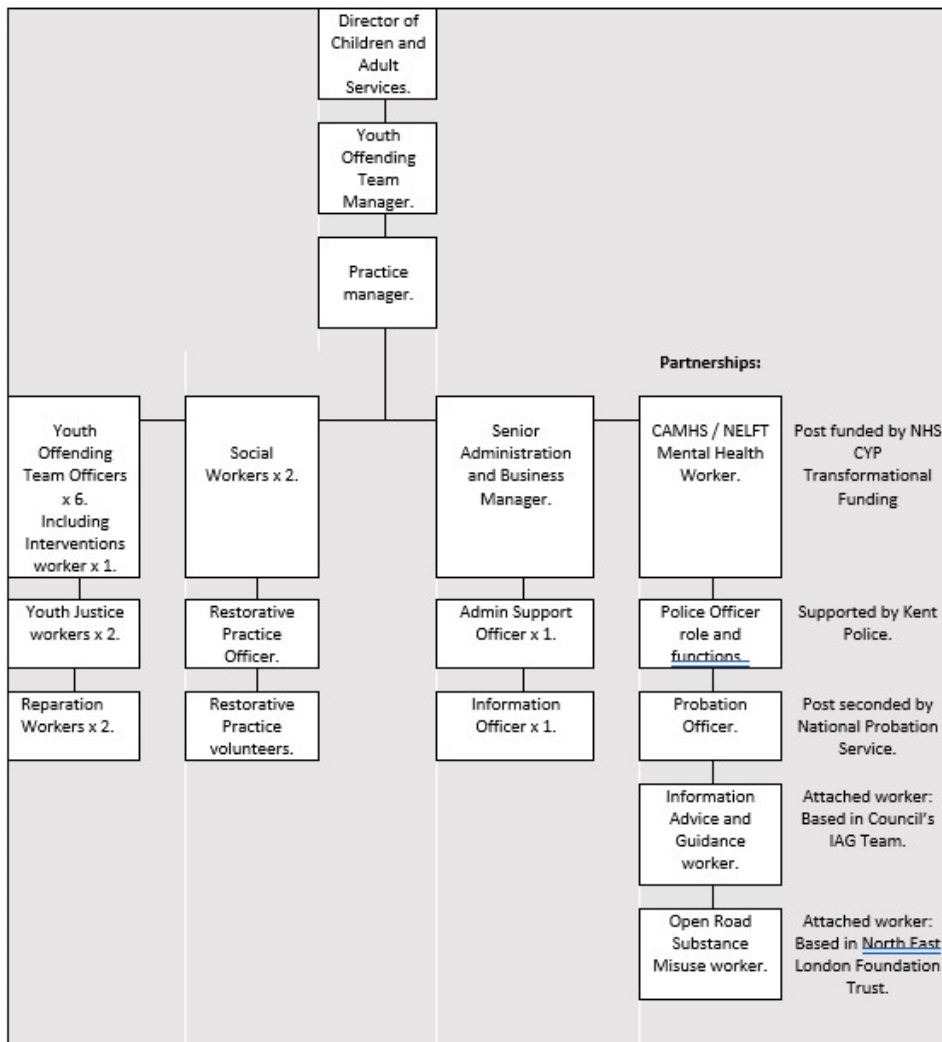 Director of
Children and
Adult
Services.
Youth
Offending
Team
Manager.
Practice
manager.
Partnerships:
Youth
Offending
Team Officers
x 6.
Including
Interventions
worker x 1.
Social
Workers x 2.
Senior
Administration
and Business
Manager.
CAMHS / NELFT
Mental Health
Worker.
Post funded by NHS
CYP
Transformational
Funding
Youth Justice
workers x 2.
Restorative
Practice
Officer.
Admin Support
Officer x 1.
Police Officer
role and
functions.
Supported by Kent
Police.
Reparation
Workers x 2.
Restorative
Practice
volunteers.
Information
Officer x 1.
Probation
Officer.
Post seconded by
National Probation
Service.
Information
Advice and
Guidance
worker.
Attached worker:
Based in Council's
IAG Team.
Open Road
Substance
Misuse worker.
Attached worker:
Based in North East
London Foundation
Trust.